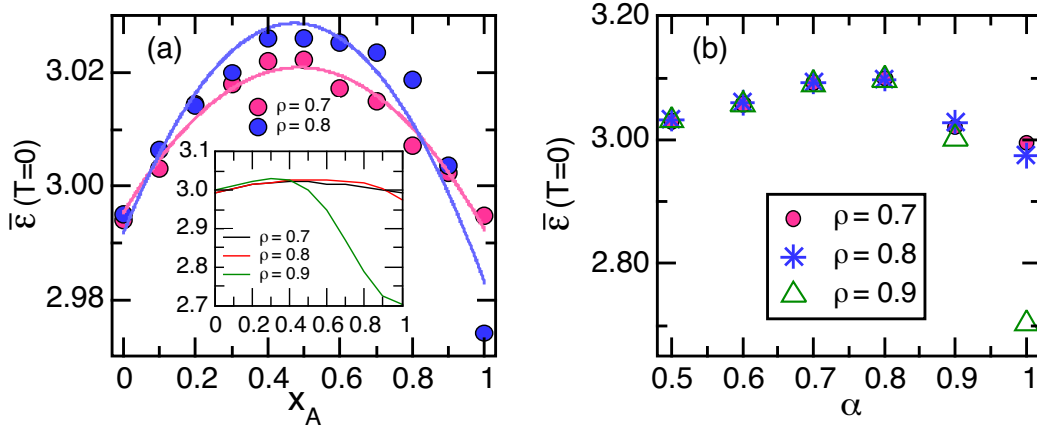 (a)
ε̄ (T=0)
3.02
3.00
2.98
ρ = 0.7
ρ = 0.8
3.1
3.0
2.9
2.8
2.7
ρ = 0.7
ρ = 0.8
ρ = 0.9
0 0.2 0.4 0.6 0.8 1
0 0.2 0.4 0.6 0.8 1
x_A
(b)
ε̄ (T=0)
3.20
3.00
2.80
ρ = 0.7
ρ = 0.8
ρ = 0.9
0.5 0.6 0.7 0.8 0.9 1
α